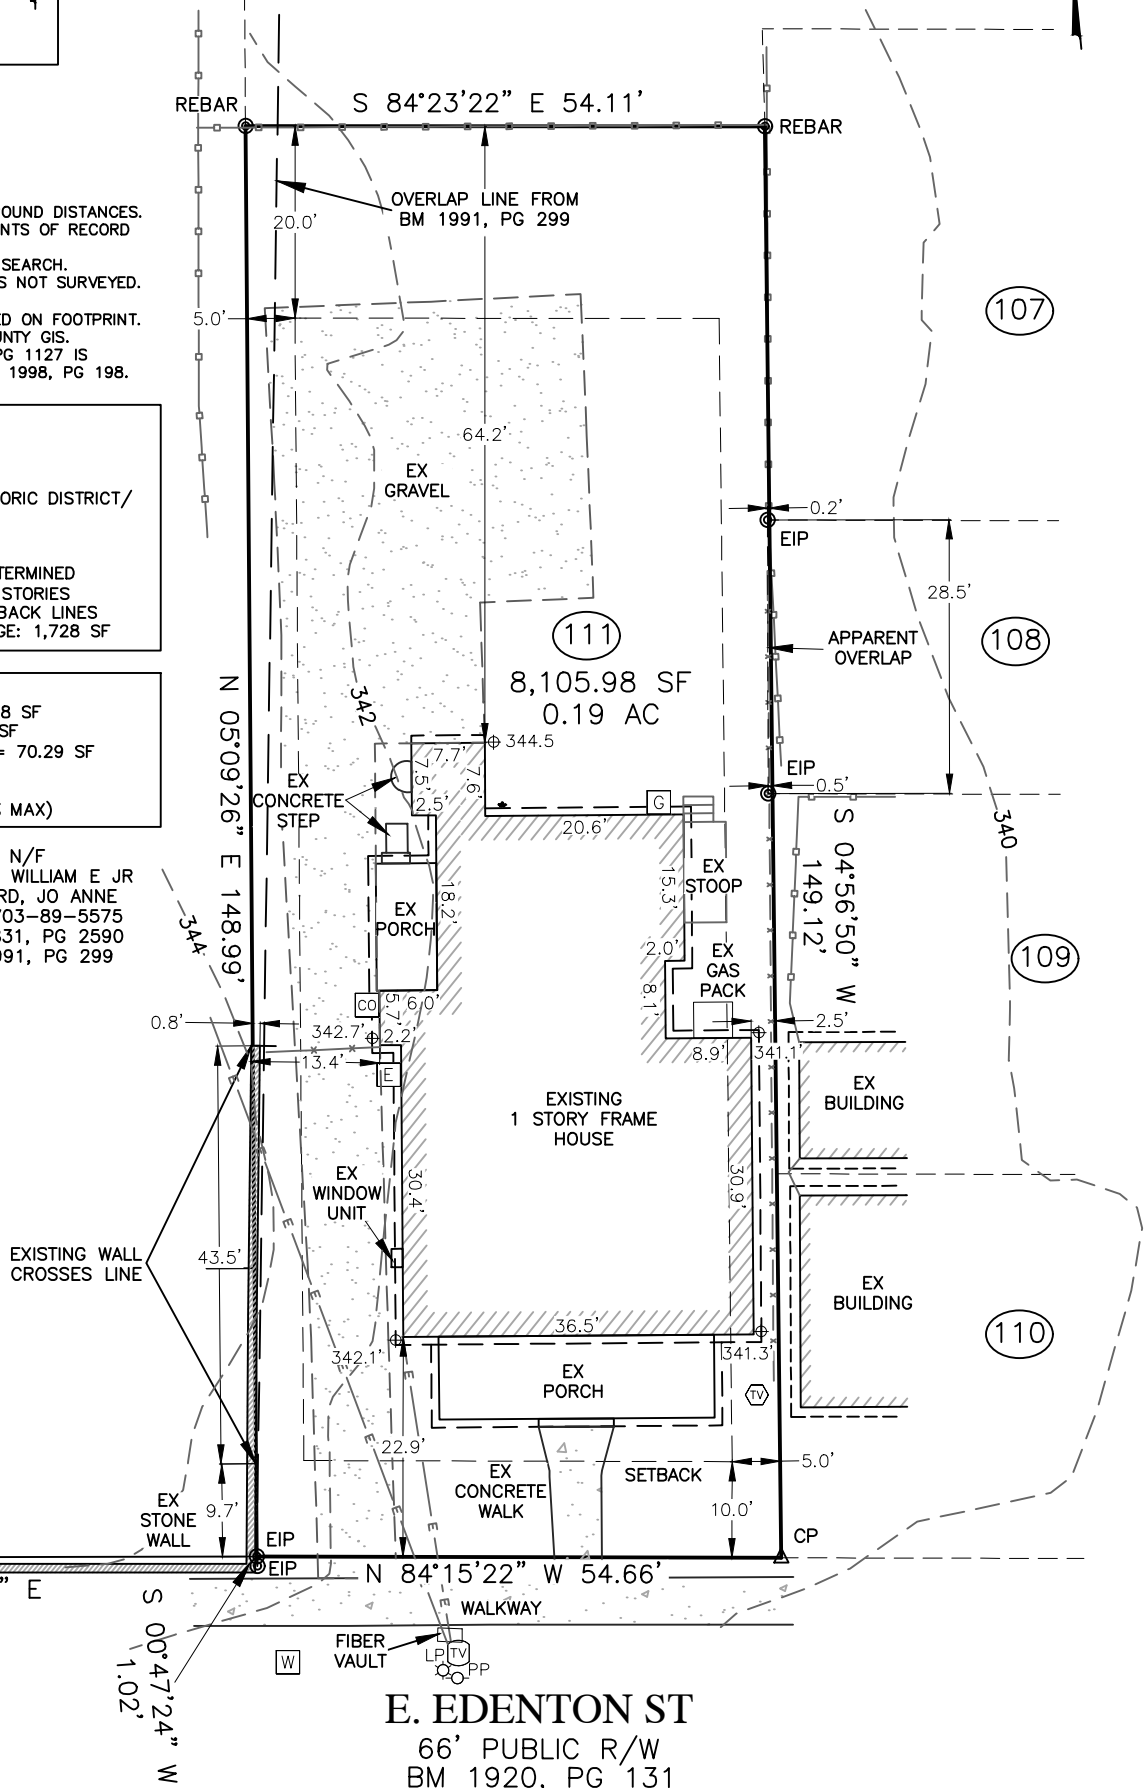 REBAR
S 84°23'22" E 54.11'
REBAR
OVERLAP LINE FROM
BM 1991, PG 299
20.0'
OUND DISTANCES.
NTS OF RECORD
SEARCH.
S NOT SURVEYED.
ED ON FOOTPRINT.
UNTY GIS.
PG 1127 IS
1998, PG 198.
5.0'
107
64.2'
EX
GRAVEL
ORIC DISTRICT/
0.2'
EIP
TERMINED
STORIES
BACK LINES
GE: 1,728 SF
28.5'
111
8,105.98 SF
0.19 AC
APPARENT
OVERLAP
108
N 05°09'26" E 148.99'
342
8 SF
SF
= 70.29 SF
MAX)
344.5
7.7'
7.5'
7.6'
2.5'
EX
CONCRETE
STEP
G
20.6'
EIP
0.5'
S 04°56'50" W
149.12'
340
N/F
WILLIAM E JR
RD, JO ANNE
703-89-5575
631, PG 2590
991, PG 299
344
EX
PORCH
18.2'
15.3'
EX
STOOP
2.0'
EX
GAS
PACK
8.1'
109
CO
6.0'
5.7'
0.8'
342.7'
2.2'
13.4'
E
2.5'
8.9'
341.1'
EXISTING
1 STORY FRAME
HOUSE
EX
BUILDING
EX
WINDOW
UNIT
30.4'
30.9'
EXISTING WALL
CROSSES LINE
43.5'
EX
BUILDING
36.5'
342.1'
341.3'
110
EX
PORCH
TV
22.9'
EX
CONCRETE
WALK
SETBACK
5.0'
10.0'
EX
STONE
WALL
9.7'
E
E
E
E
E
E
E
EIP
EIP
CP
" E
N 84°15'22" W 54.66'
WALKWAY
S 00°47'24" W
1.02'
FIBER
VAULT
W
LP
TV
PP
E. EDENTON ST
66' PUBLIC R/W
BM 1920, PG 131